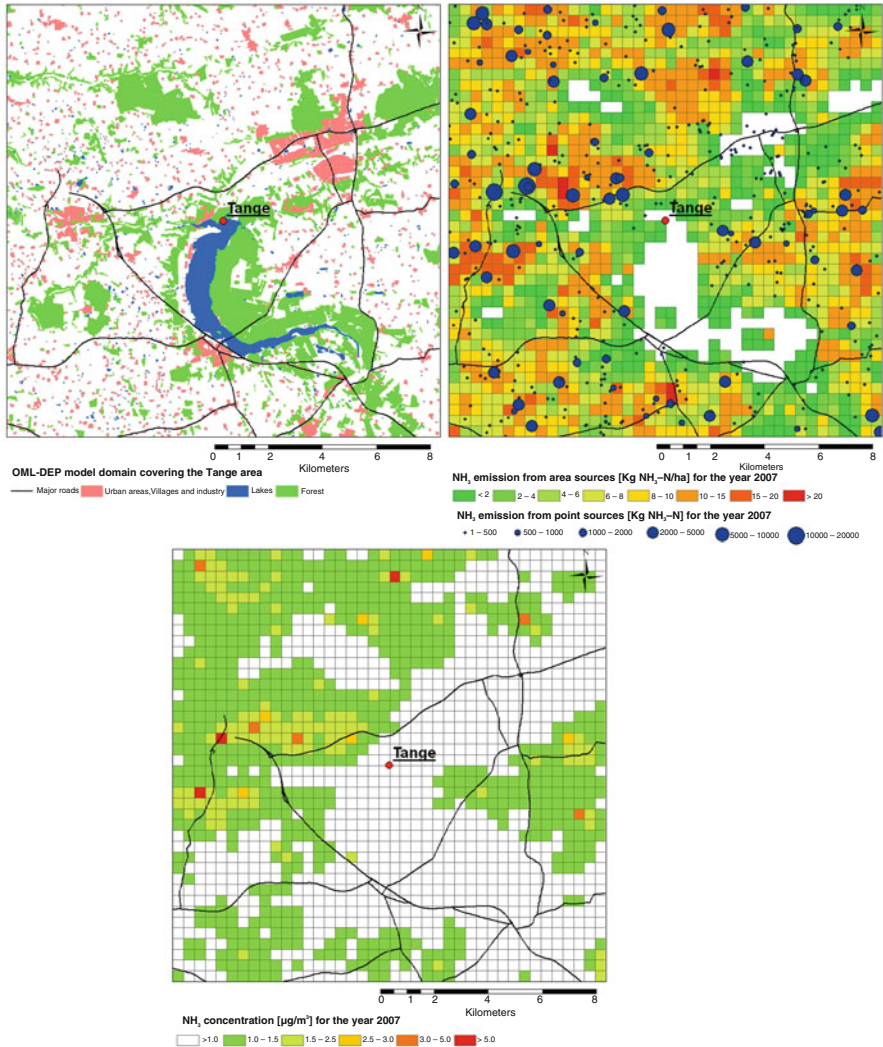 Tange
Tange
0 1 2 4 6 8
Kilometers
0 1 2 4 6 8
Kilometers
OML-DEP model domain covering the Tange area
Major roads Urban areas,Villages and industry Lakes Forest
NH₃ emission from area sources [Kg NH₃–N/ha] for the year 2007
< 2 2 – 4 4 – 6 6 – 8 8 – 10 10 – 15 15 – 20 > 20
NH₃ emission from point sources [Kg NH₃–N] for the year 2007
1 – 500 500 – 1000 1000 – 2000 2000 – 5000 5000 – 10000 10000 – 20000
Tange
0 1 2 4 6 8
Kilometers
NH₃ concentration [µg/m³] for the year 2007
>1.0 1.0 – 1.5 1.5 – 2.5 2.5 – 3.0 3.0 – 5.0 > 5.0